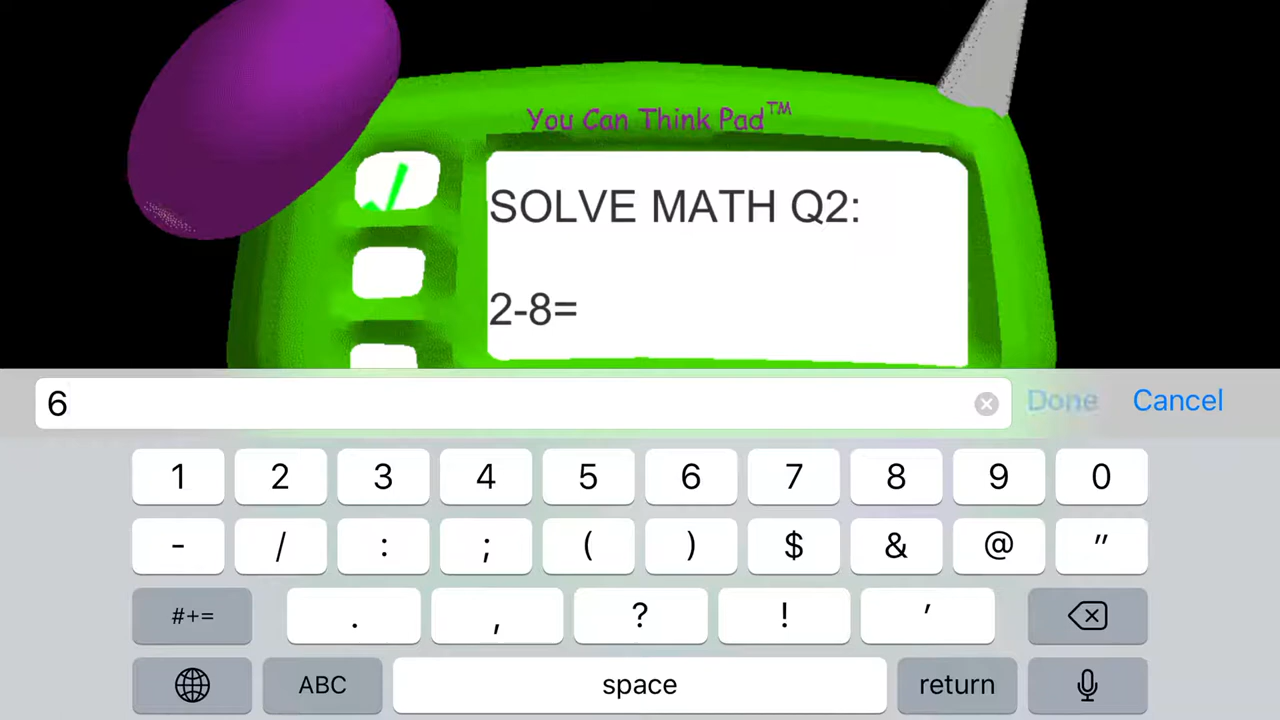 You Can Think Pad™
SOLVE MATH Q2:
2-8=
6
Done Cancel
1 2 3 4 5 6 7 8 9 0
- / : ; ( ) $ & @ "
#+= . , ? ! '
ABC space return